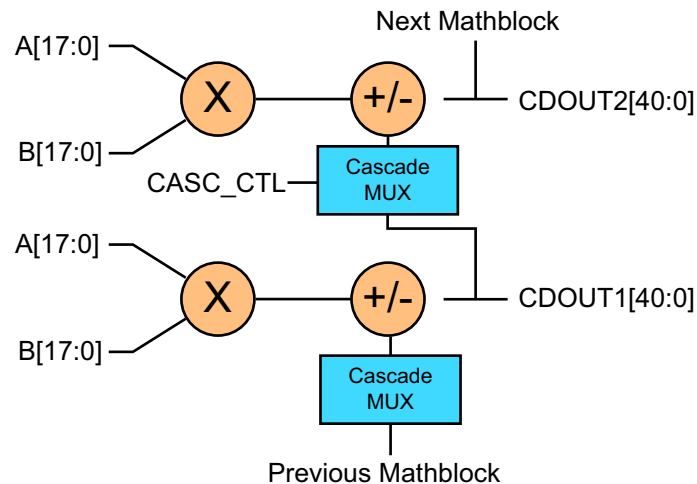 Next Mathblock
A[17:0]
X
+/-
CDOUT2[40:0]
B[17:0]
CASC_CTL
Cascade
MUX
A[17:0]
X
+/-
CDOUT1[40:0]
B[17:0]
Cascade
MUX
Previous Mathblock